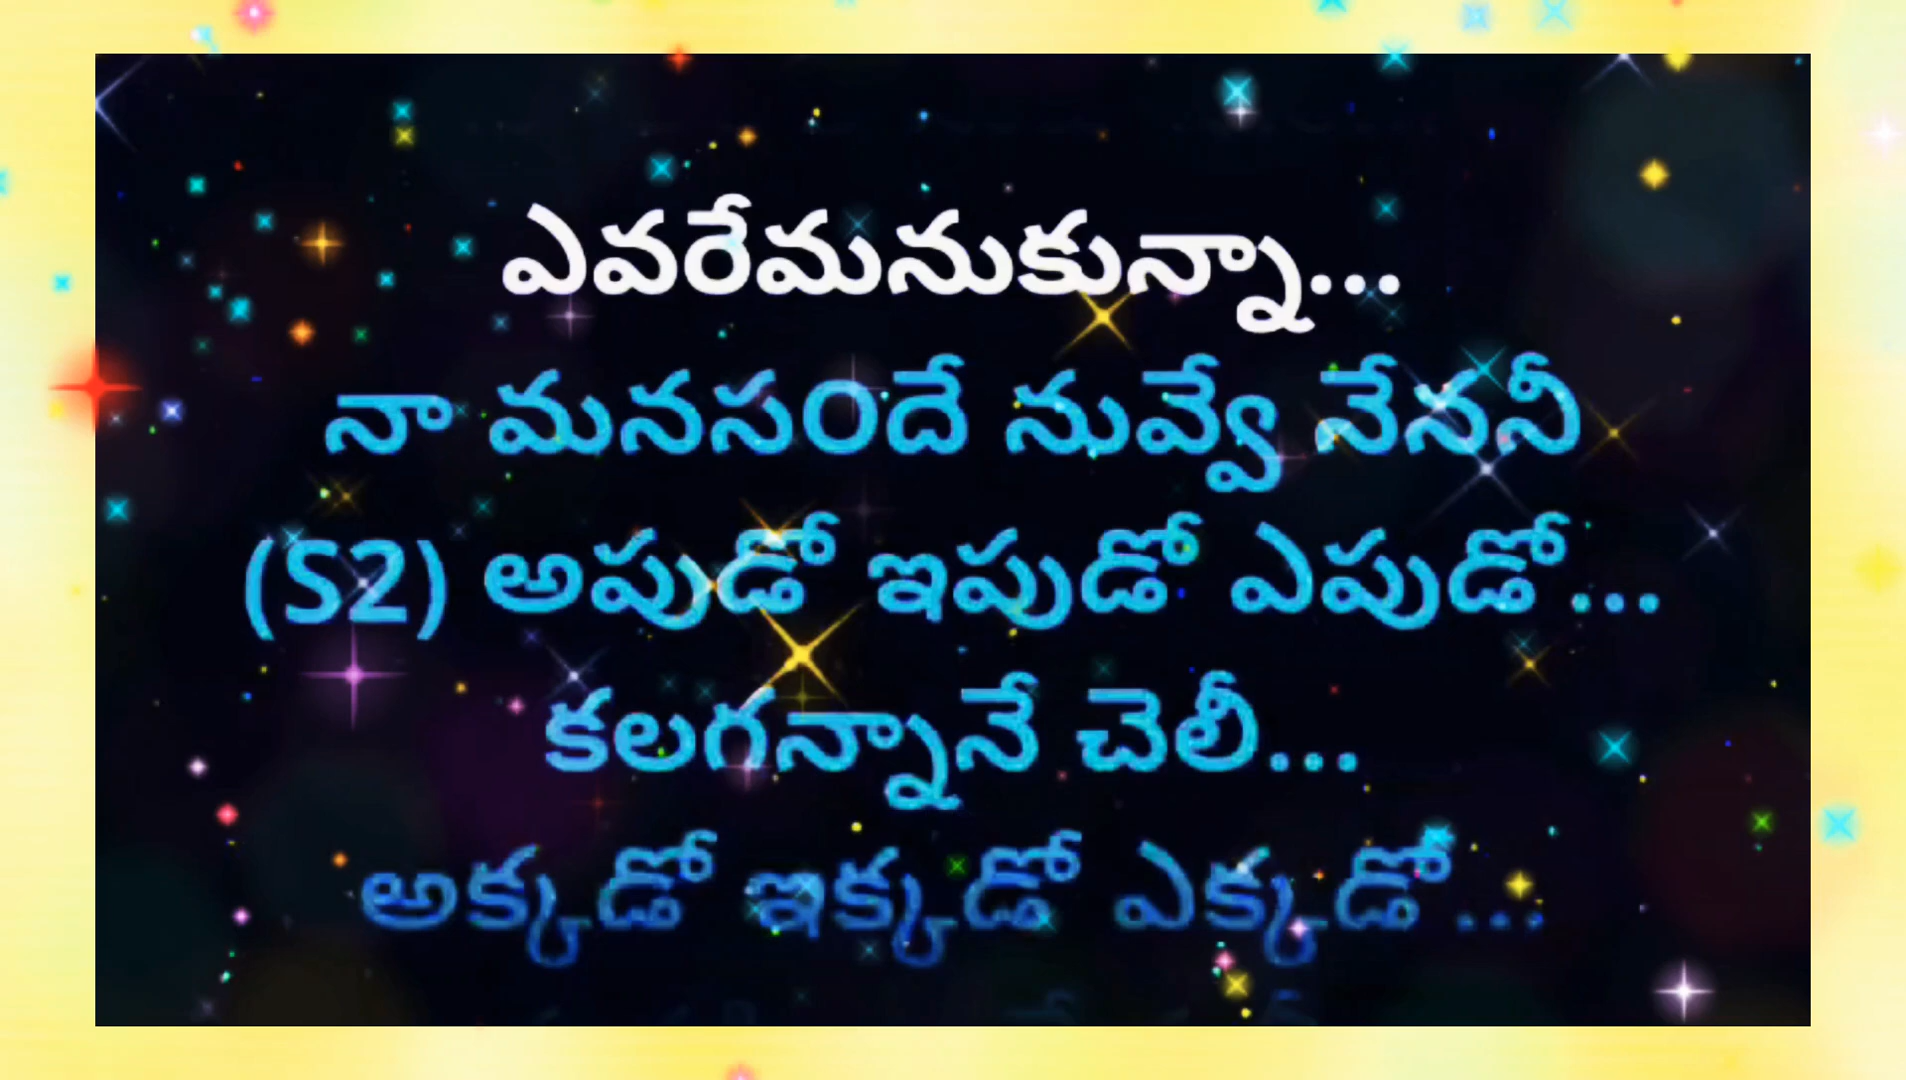 ఎవరేమనుకున్నా...
నా మనసందే నువ్వే నేననీ
(S2) అపుడో ఇపుడో ఎపుడో...
కలగన్నానే చెలీ...
అక్కడో ఇక్కడో ఎక్కడో...